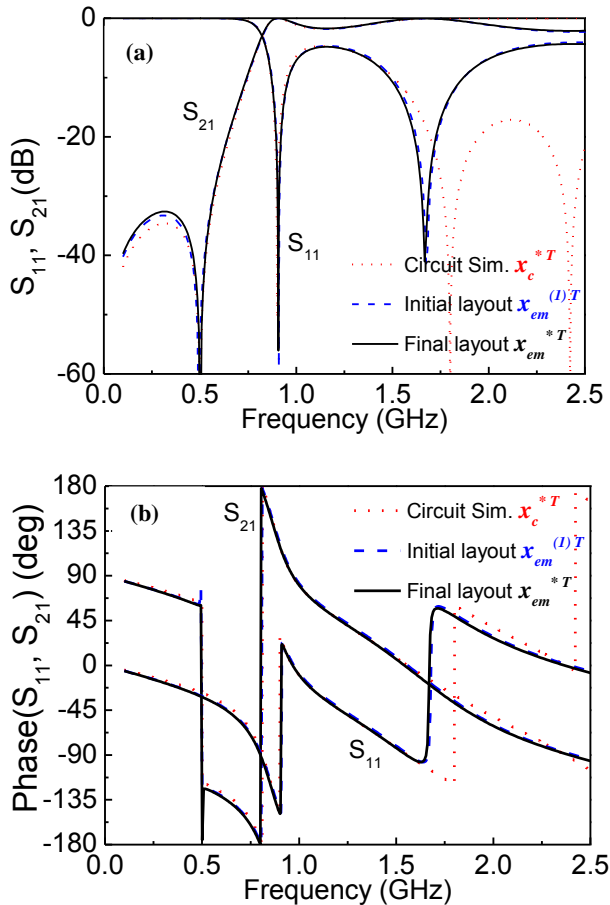 (a)
S21
S11
Circuit Sim. xc*T
Initial layout xem(1)T
Final layout xem*T
S11, S21(dB)
0
-20
-40
-60
0.0 0.5 1.0 1.5 2.0 2.5
Frequency (GHz)
(b)
S21
Circuit Sim. xc*T
Initial layout xem(1)T
Final layout xem*T
S11
Phase(S11, S21) (deg)
180
135
90
45
0
-45
-90
-135
-180
0.0 0.5 1.0 1.5 2.0 2.5
Frequency (GHz)